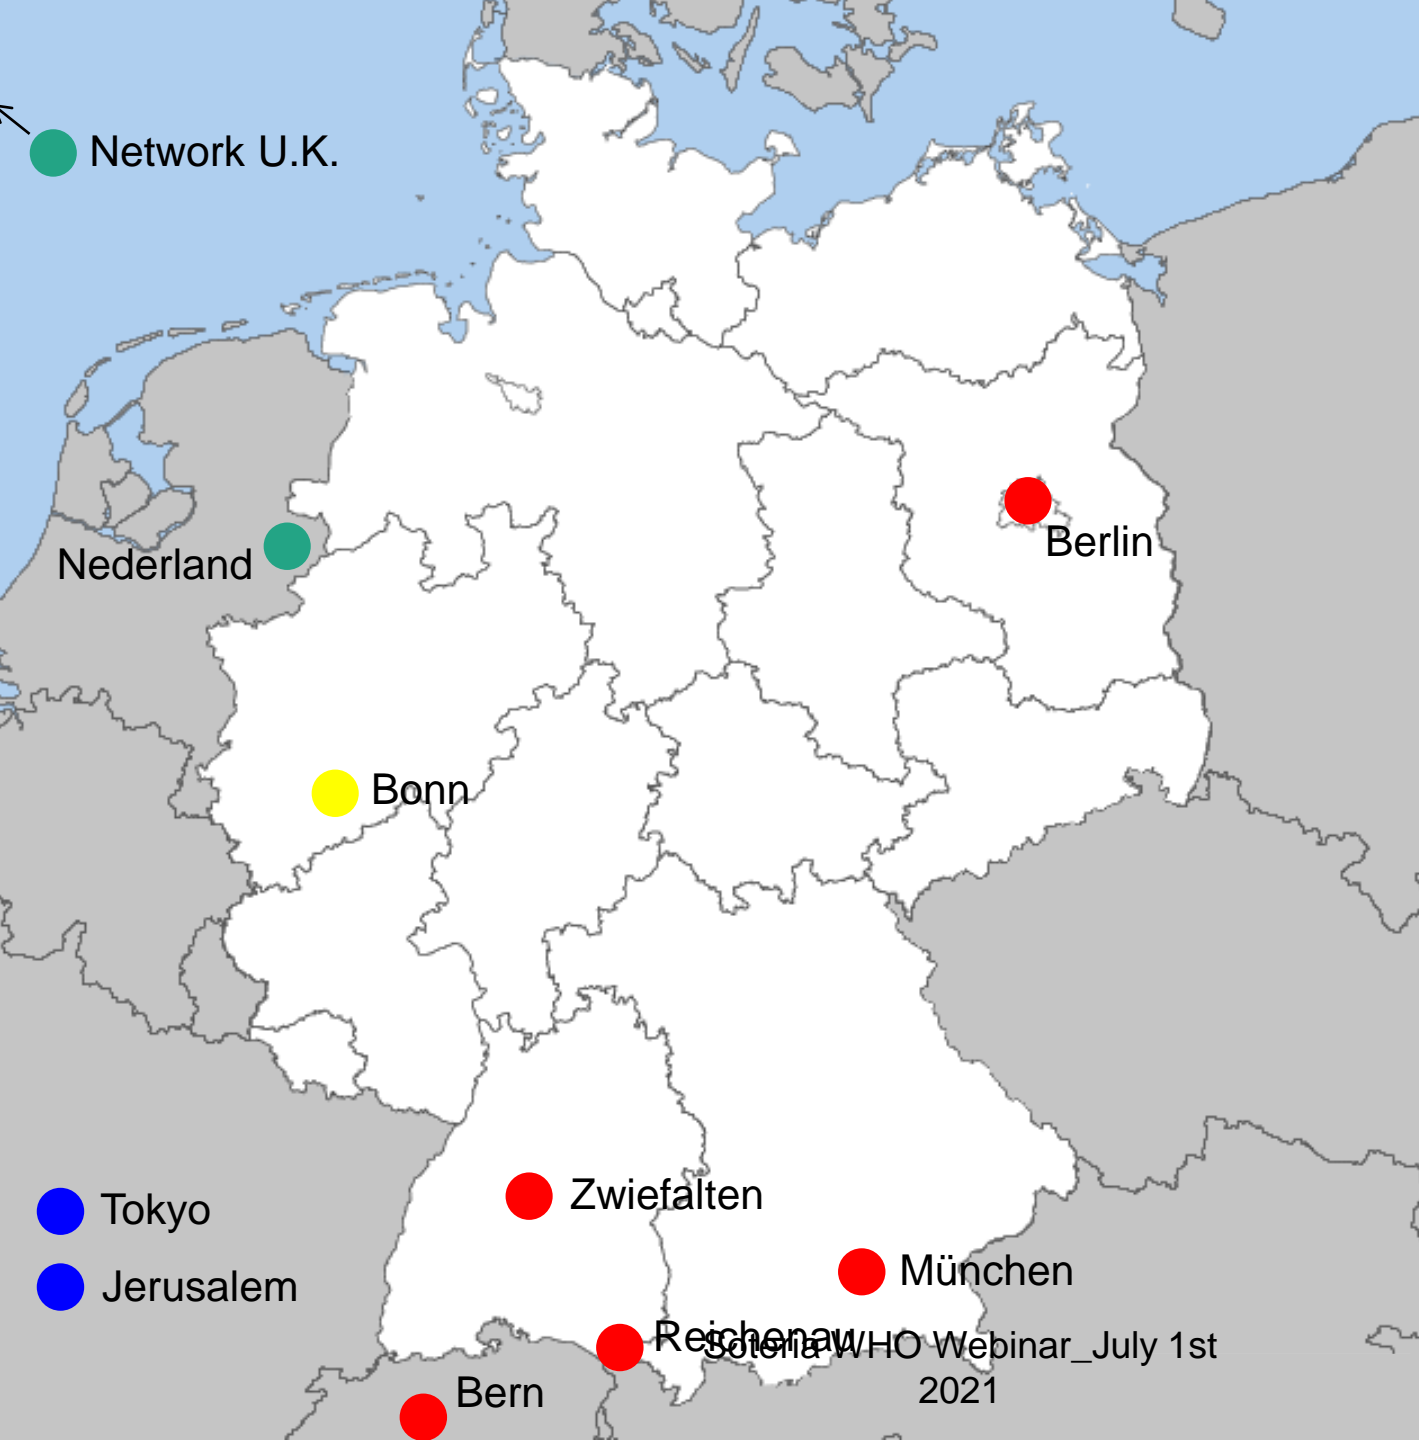 Network U.K.
Berlin
Nederland
Bonn
Zwiefalten
Tokyo
München
Jerusalem
Reichenau
Soteria WHO Webinar_July 1st
2021
Bern